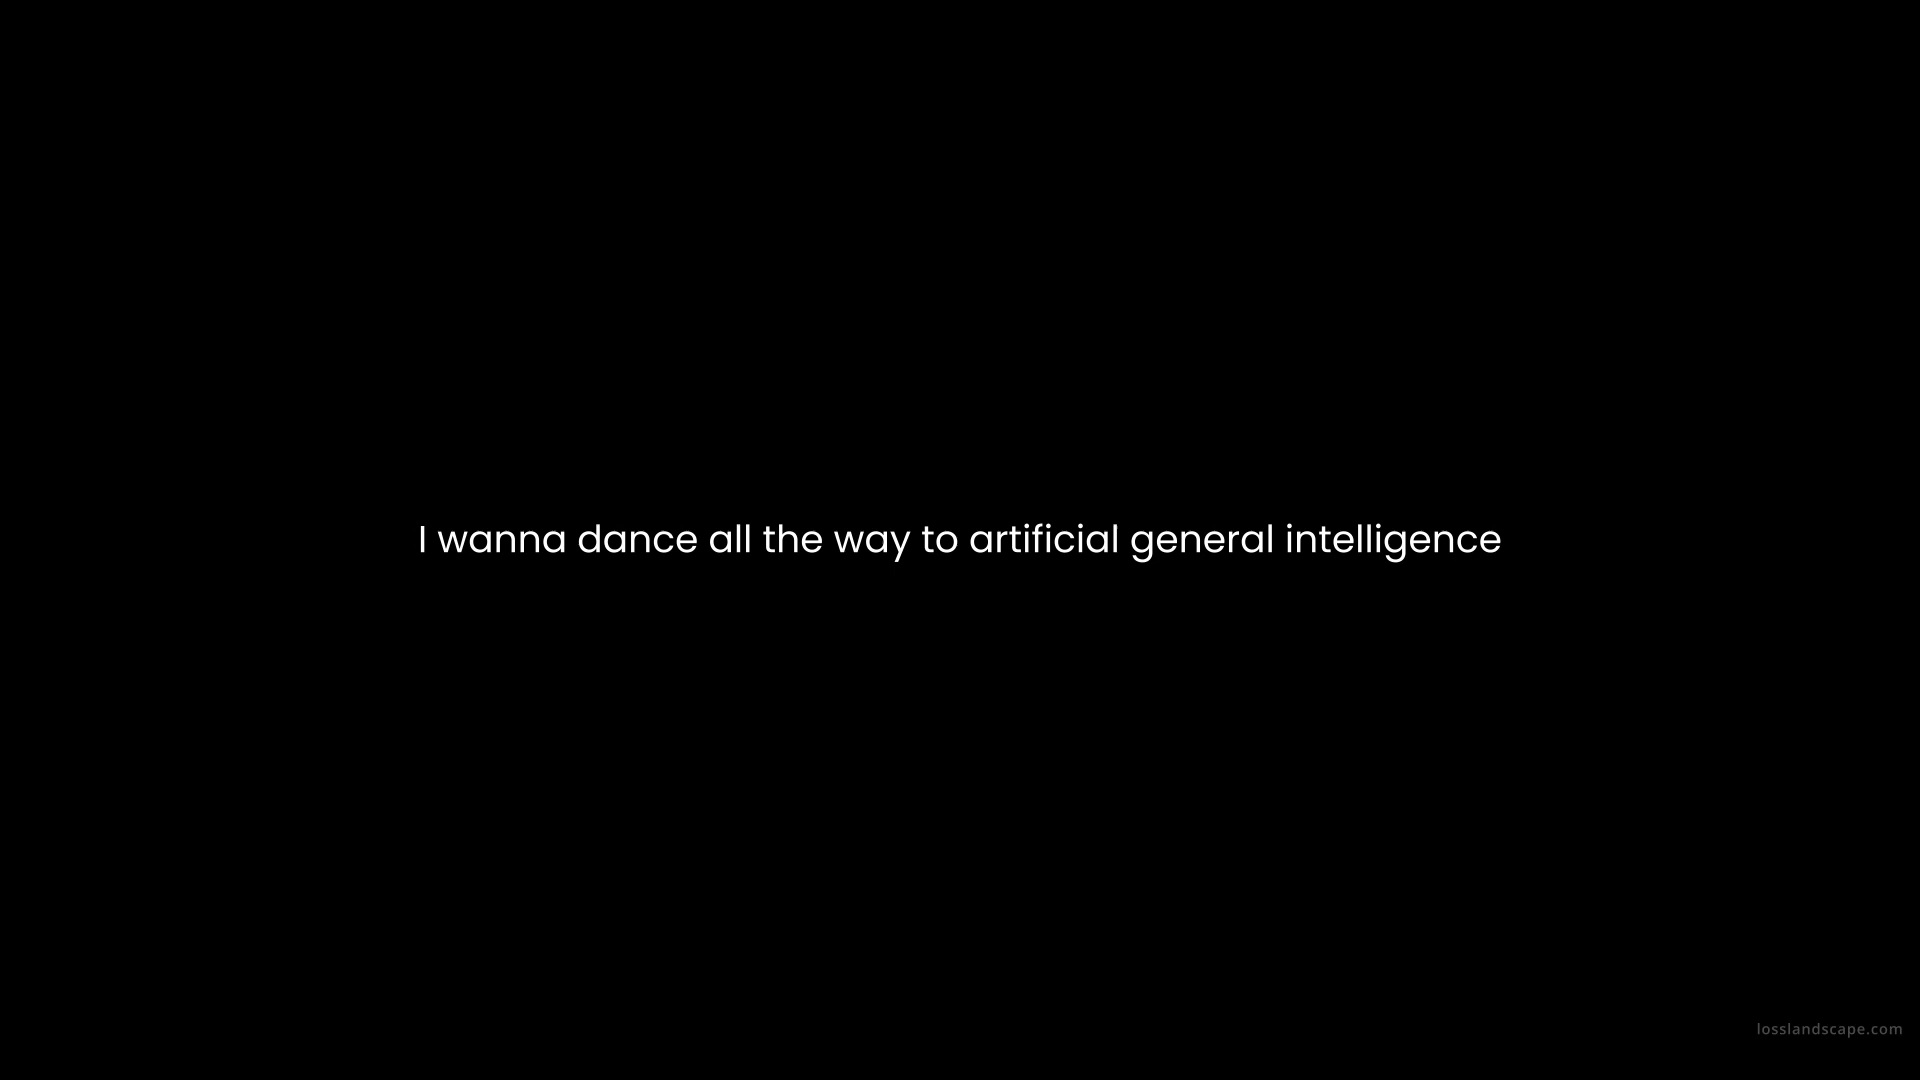 I wanna dance all the way to artificial general intelligence
losslandscape.com